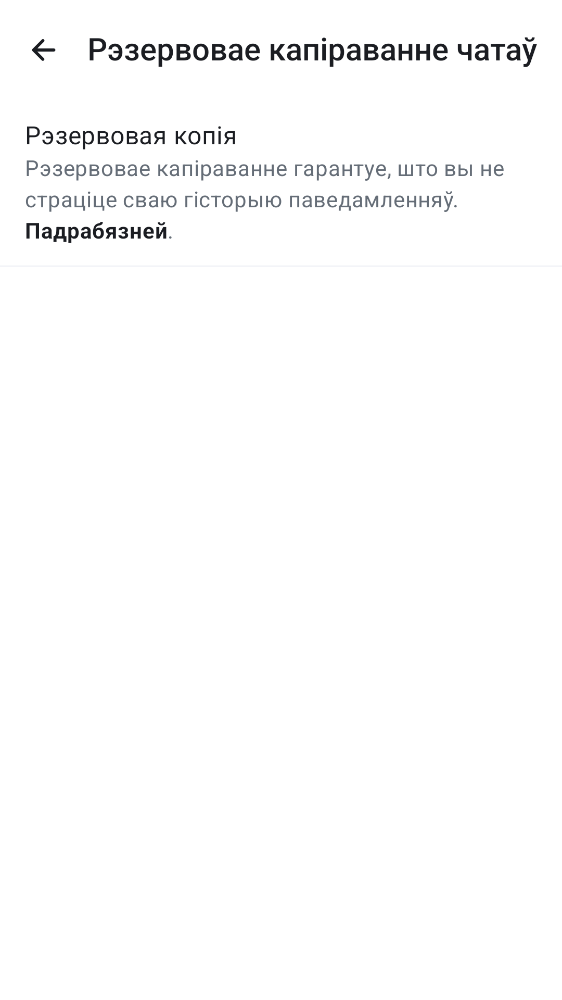 Рэзервовае капіраванне чатаў
Рэзервовая копія
Рэзервовае капіраванне гарантуе, што вы не
страціце сваю гісторыю паведамленняў.
Падрабязней.